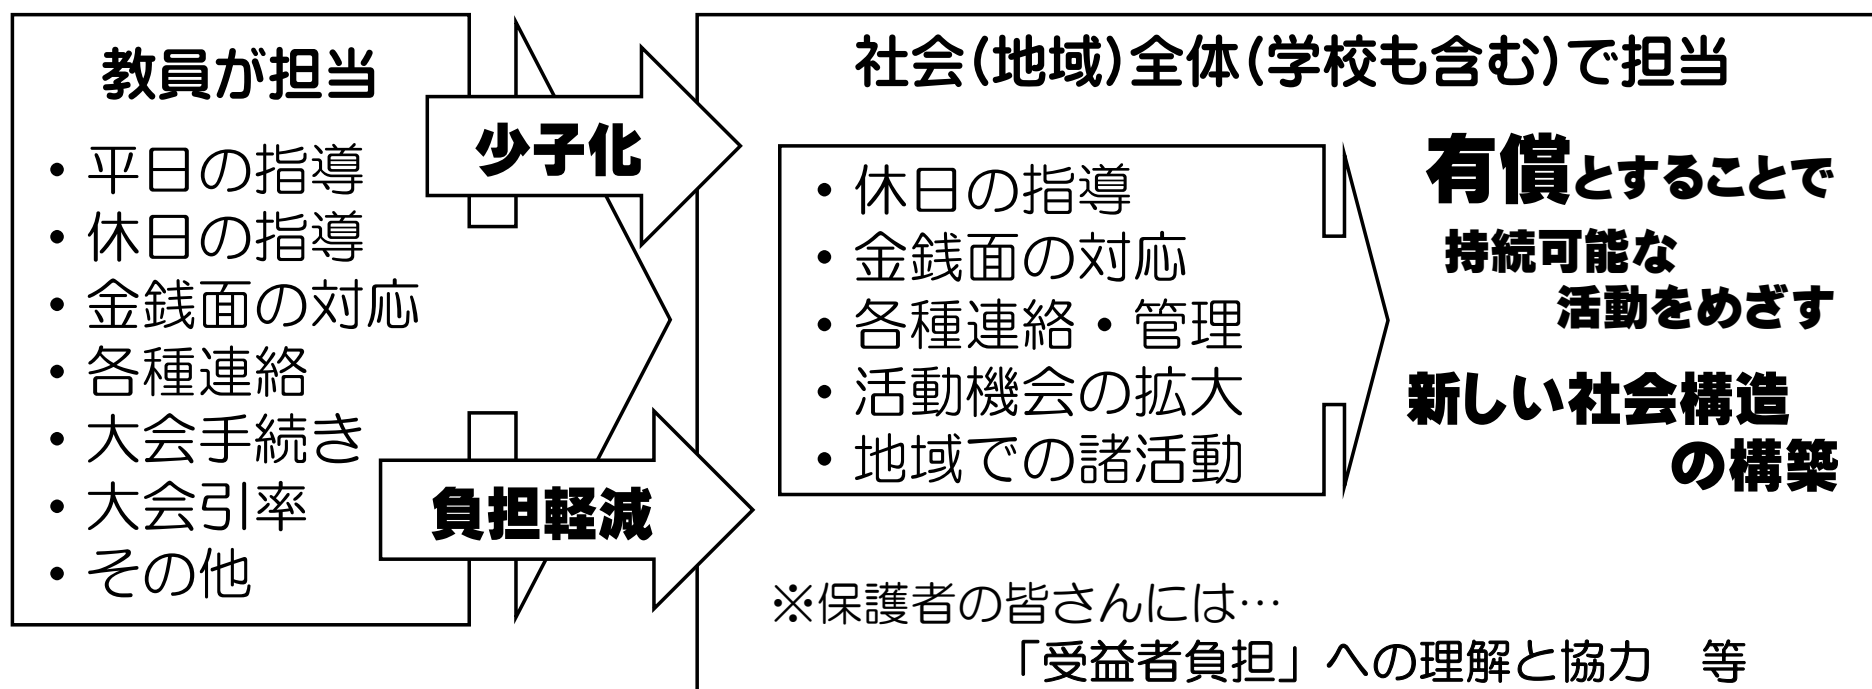 教員が担当
・平日の指導
・休日の指導
・金銭面の対応
・各種連絡
・大会手続き
・大会引率
・その他
少子化
負担軽減
社会(地域)全体(学校も含む)で担当
・休日の指導
・金銭面の対応
・各種連絡・管理
・活動機会の拡大
・地域での諸活動
有償とすることで
持続可能な
活動をめざす
新しい社会構造
の構築
※保護者の皆さんには…
「受益者負担」への理解と協力　等